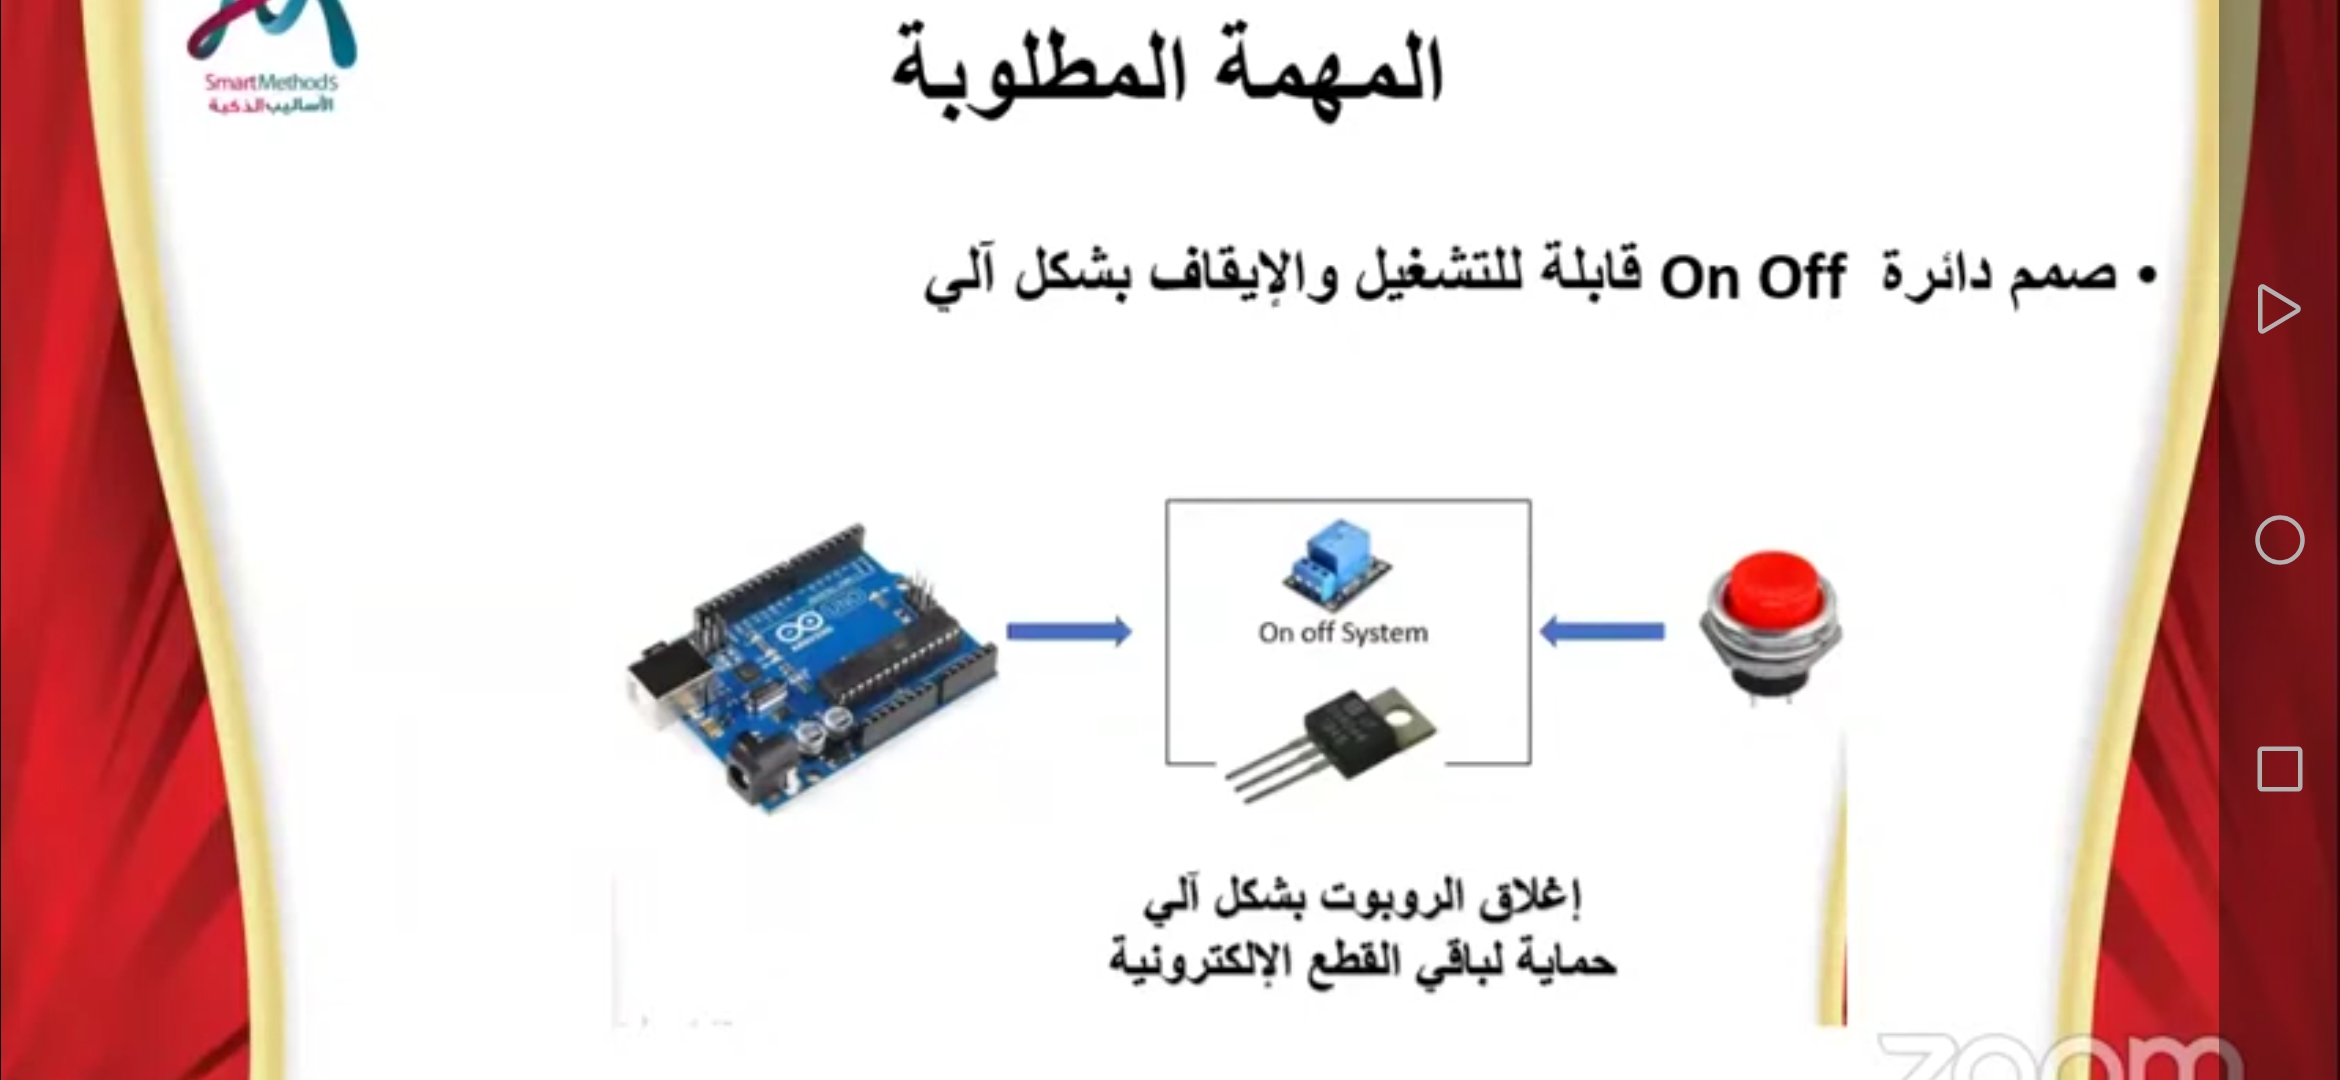 SmartMethods
الأساليب الذكية
المهمة المطلوبة
• صمم دائرة On Off قابلة للتشغيل والإيقاف بشكل آلي
UNO
On off System
إغلاق الروبوت بشكل آلي
حماية لباقي القطع الإلكترونية
zoom